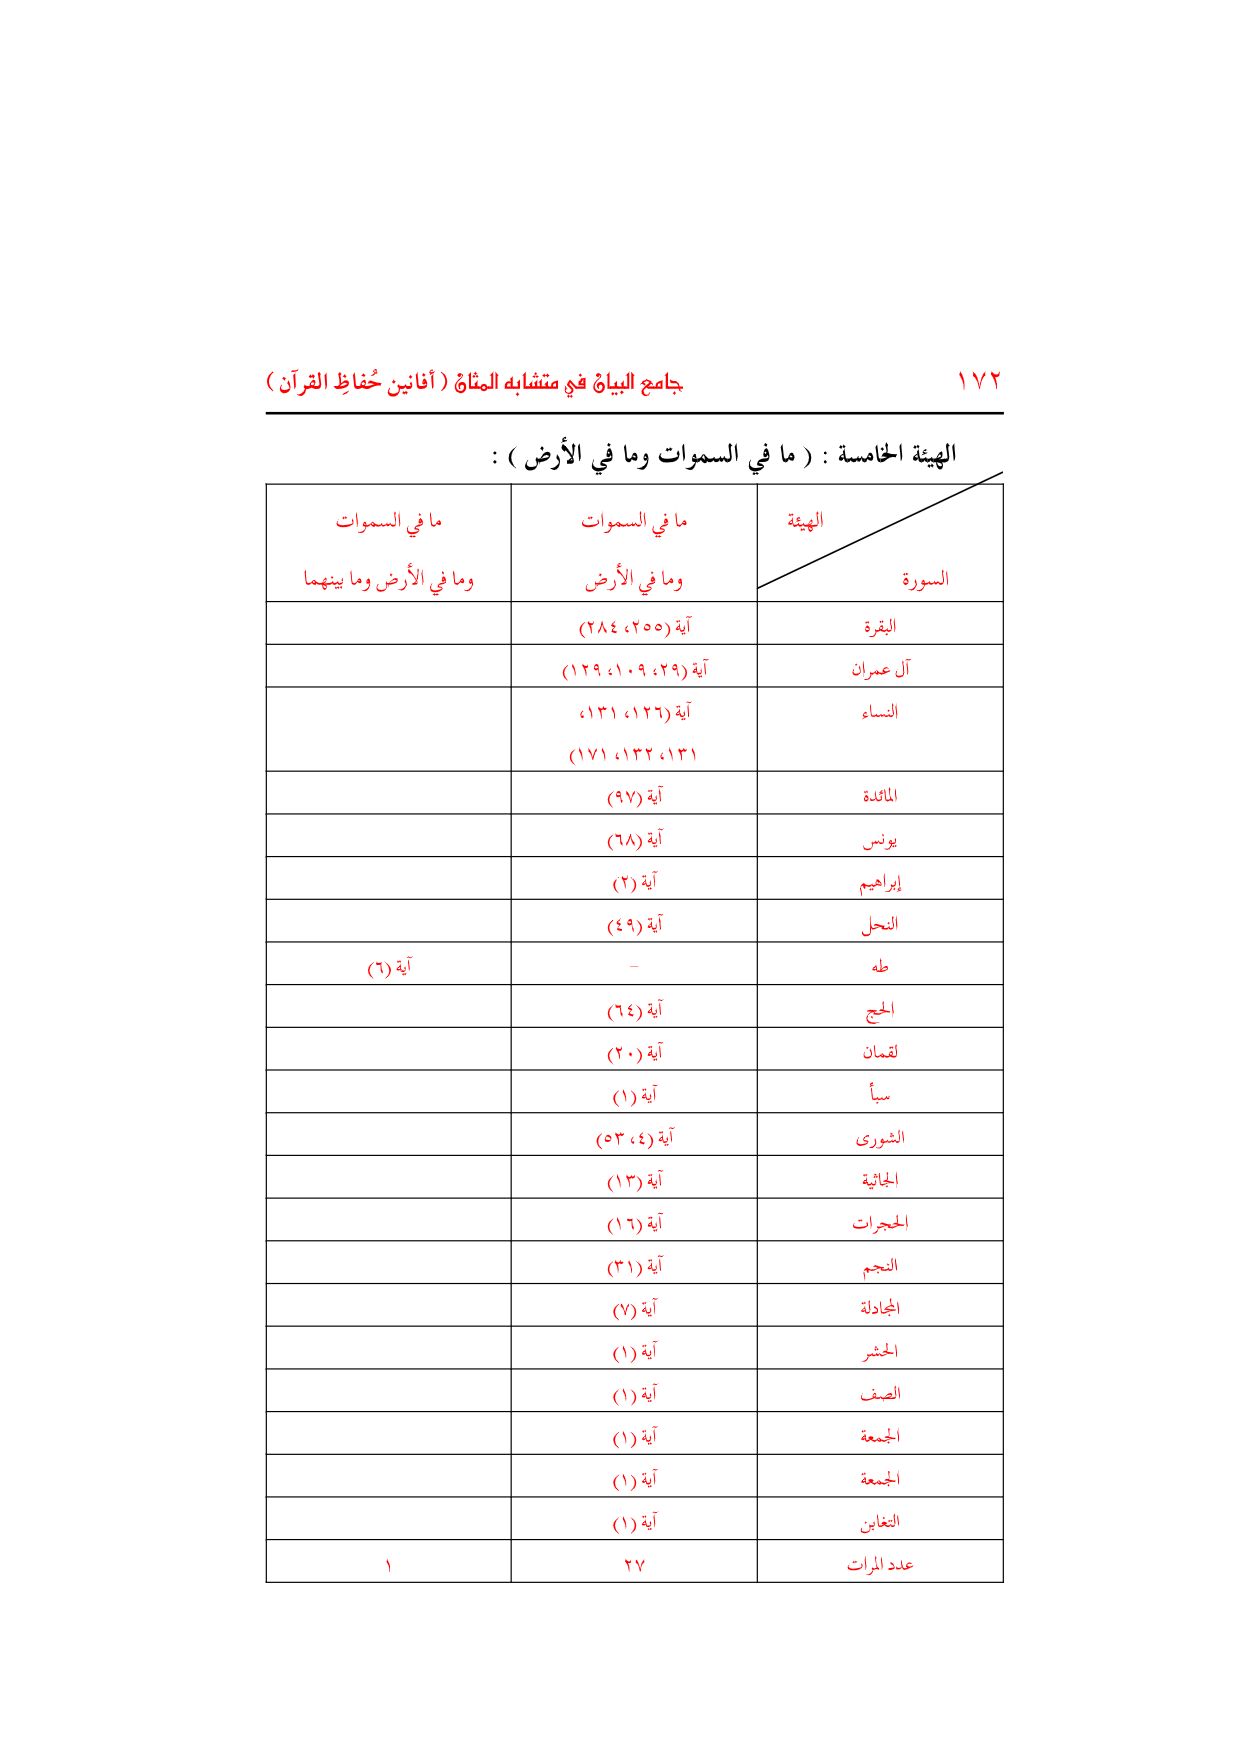 ١٧٢ جامع البيان في متشابه المثان ( أفانين حُفاظِ القرآن )
الهيئة الخامسة : ( ما في السموات وما في الأرض ) :
الهيئة ما في السموات ما في السموات
السورة وما في الأرض وما في الأرض وما بينهما
البقرة آية (٢٥٥، ٢٨٤)
آل عمران آية (٢٩، ١٠٩، ١٢٩)
النساء آية (١٢٦، ١٣١،
١٣١، ١٣٢، ١٧١)
المائدة آية (٩٧)
يونس آية (٦٨)
إبراهيم آية (٢)
النحل آية (٤٩)
طه – آية (٦)
الحج آية (٦٤)
لقمان آية (٢٠)
سبأ آية (١)
الشورى آية (٤، ٥٣)
الجاثية آية (١٣)
الحجرات آية (١٦)
النجم آية (٣١)
المجادلة آية (٧)
الحشر آية (١)
الصف آية (١)
الجمعة آية (١)
الجمعة آية (١)
التغابن آية (١)
عدد المرات ٢٧ ١